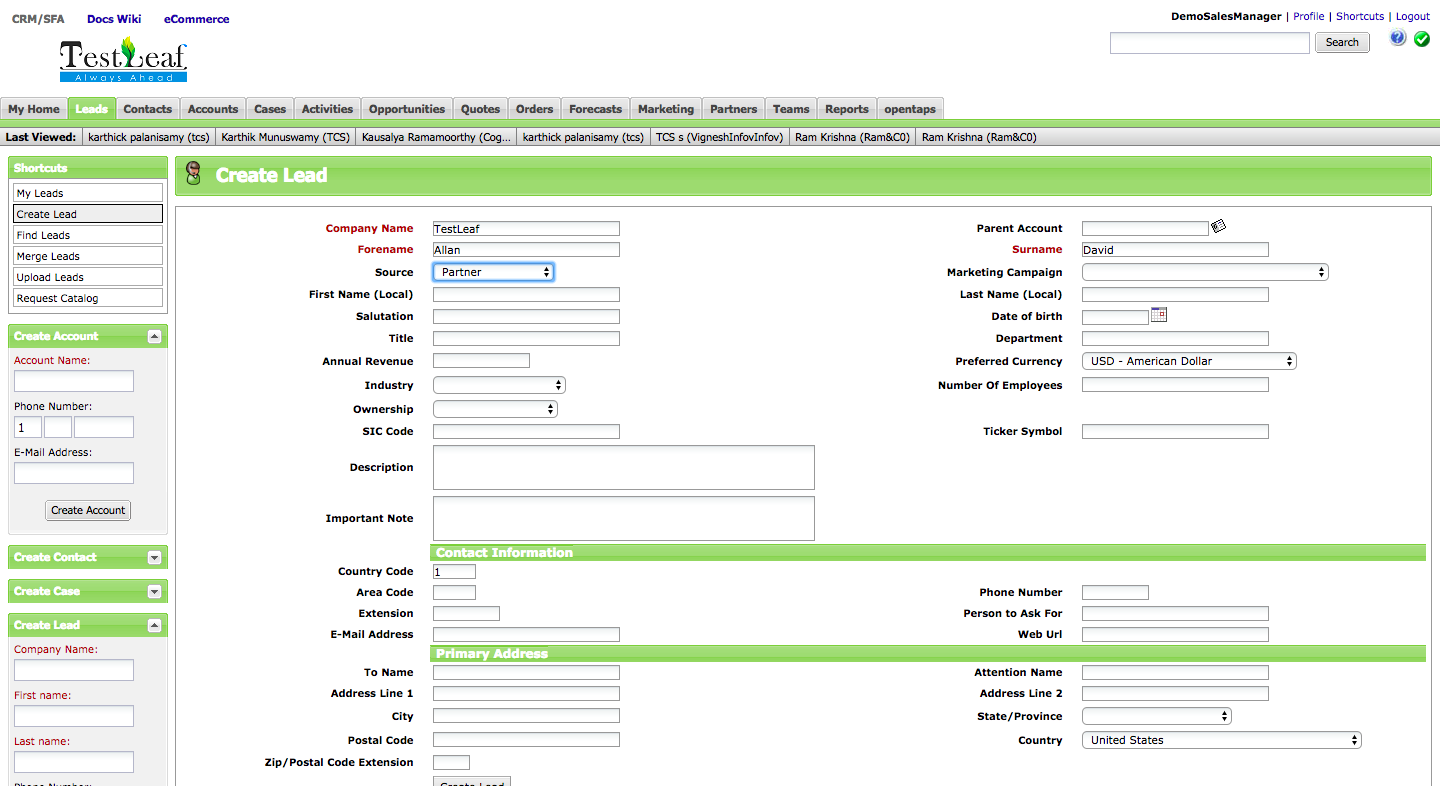 CRM/SFA Docs Wiki eCommerce
DemoSalesManager | Profile | Shortcuts | Logout
TestLeaf
Always Ahead
Search
My Home Leads Contacts Accounts Cases Activities Opportunities Quotes Orders Forecasts Marketing Partners Teams Reports opentaps
Last Viewed: karthick palanisamy (tcs) Karthik Munuswamy (TCS) Kausalya Ramamoorthy (Cog... karthick palanisamy (tcs) TCS s (VigneshInfovInfov) Ram Krishna (Ram&C0) Ram Krishna (Ram&C0)
Shortcuts
My Leads
Create Lead
Find Leads
Merge Leads
Upload Leads
Request Catalog
Create Account
Account Name:
Phone Number:
1
E-Mail Address:
Create Account
Create Contact
Create Case
Create Lead
Company Name:
First name:
Last name:
Phone Number:
Create Lead
Company Name TestLeaf Parent Account
Forename Allan Surname David
Source Partner Marketing Campaign
First Name (Local) Last Name (Local)
Salutation Date of birth
Title Department
Annual Revenue Preferred Currency USD - American Dollar
Industry Number Of Employees
Ownership
SIC Code Ticker Symbol
Description
Important Note
Contact Information
Country Code 1
Area Code Phone Number
Extension Person to Ask For
E-Mail Address Web Url
Primary Address
To Name Attention Name
Address Line 1 Address Line 2
City State/Province
Postal Code Country United States
Zip/Postal Code Extension
Create Lead